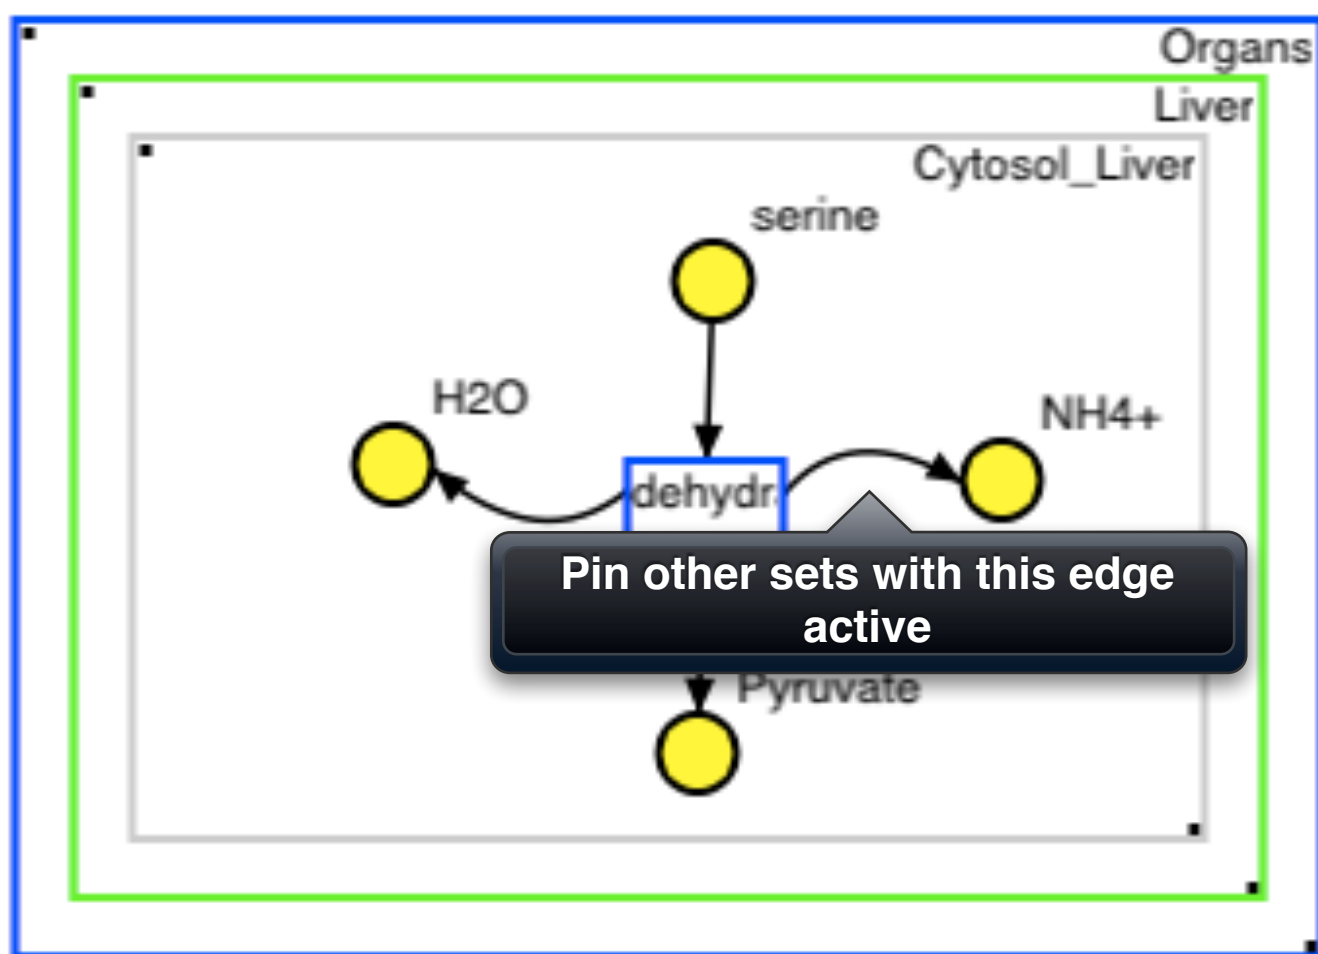 Organs
Liver
Cytosol_Liver
serine
H2O
NH4+
dehydr
Pin other sets with this edge
active
Pyruvate